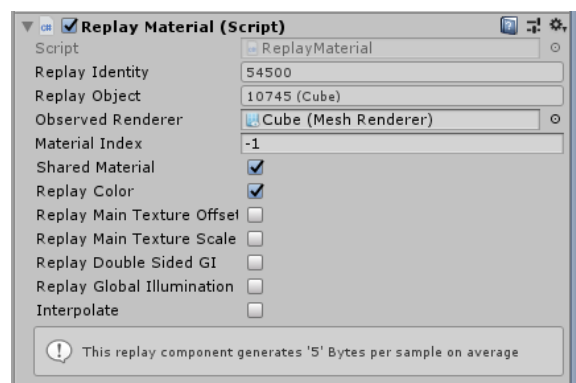 Replay Material (Script)
Script ReplayMaterial
Replay Identity 54500
Replay Object 10745 (Cube)
Observed Renderer Cube (Mesh Renderer)
Material Index -1
Shared Material
Replay Color
Replay Main Texture Offset
Replay Main Texture Scale
Replay Double Sided GI
Replay Global Illumination
Interpolate
This replay component generates '5' Bytes per sample on average